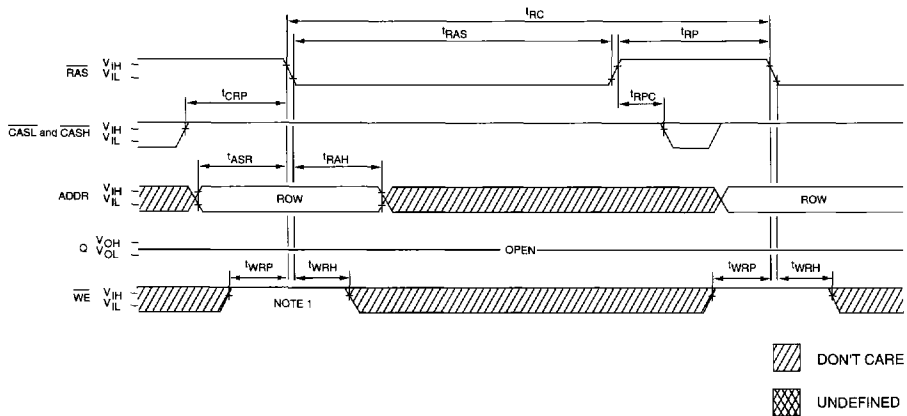 tRC
tRAS
tRP
RAS VIH
VIL
tCRP
tRPC
CASL and CASH VIH
VIL
tASR
tRAH
ADDR VIH
VIL
ROW
ROW
Q VOH
VOL
OPEN
tWRP
tWRH
tWRP
tWRH
WE VIH
VIL
NOTE 1
DON'T CARE
UNDEFINED